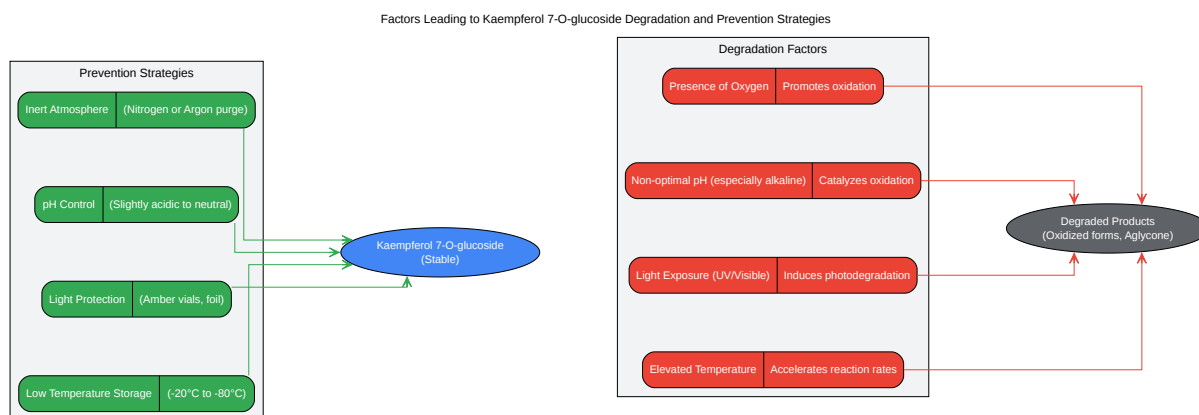 Factors Leading to Kaempferol 7-O-glucoside Degradation and Prevention Strategies
Prevention Strategies
Inert Atmosphere (Nitrogen or Argon purge)
pH Control (Slightly acidic to neutral)
Light Protection (Amber vials, foil)
Low Temperature Storage (-20°C to -80°C)
Kaempferol 7-O-glucoside
(Stable)
Degradation Factors
Presence of Oxygen Promotes oxidation
Non-optimal pH (especially alkaline) Catalyzes oxidation
Light Exposure (UV/Visible) Induces photodegradation
Elevated Temperature Accelerates reaction rates
Degraded Products
(Oxidized forms, Aglycone)